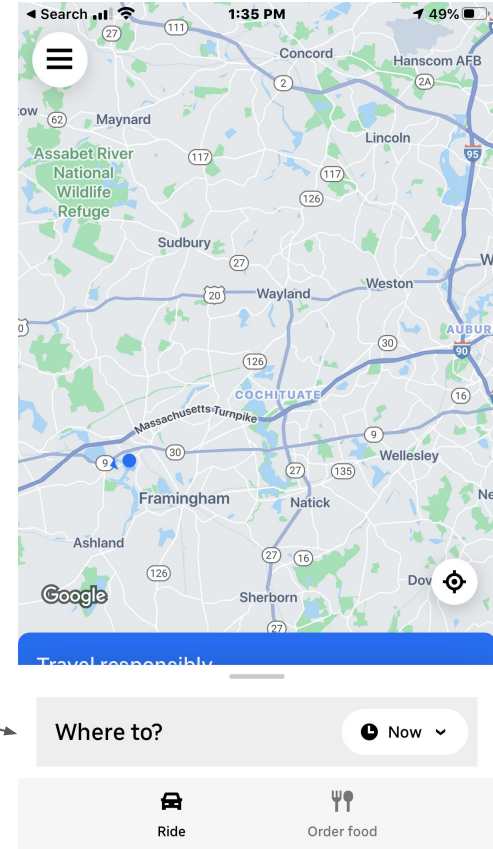 Search 1:35 PM 49%
27
111
Concord
Hanscom AFB
2
2A
62
Maynard
Lincoln
95
Assabet River
National
Wildlife
Refuge
117
117
126
Sudbury
27
20
Wayland
Weston
AUBUR
30
90
126
COCHITUATE
16
Massachusetts Turnpike
9
30
9
Wellesley
27
135
Framingham
Natick
Ashland
27
16
126
Google
Sherborn
27
Travel responsibly
Where to?
Now
Ride
Order food